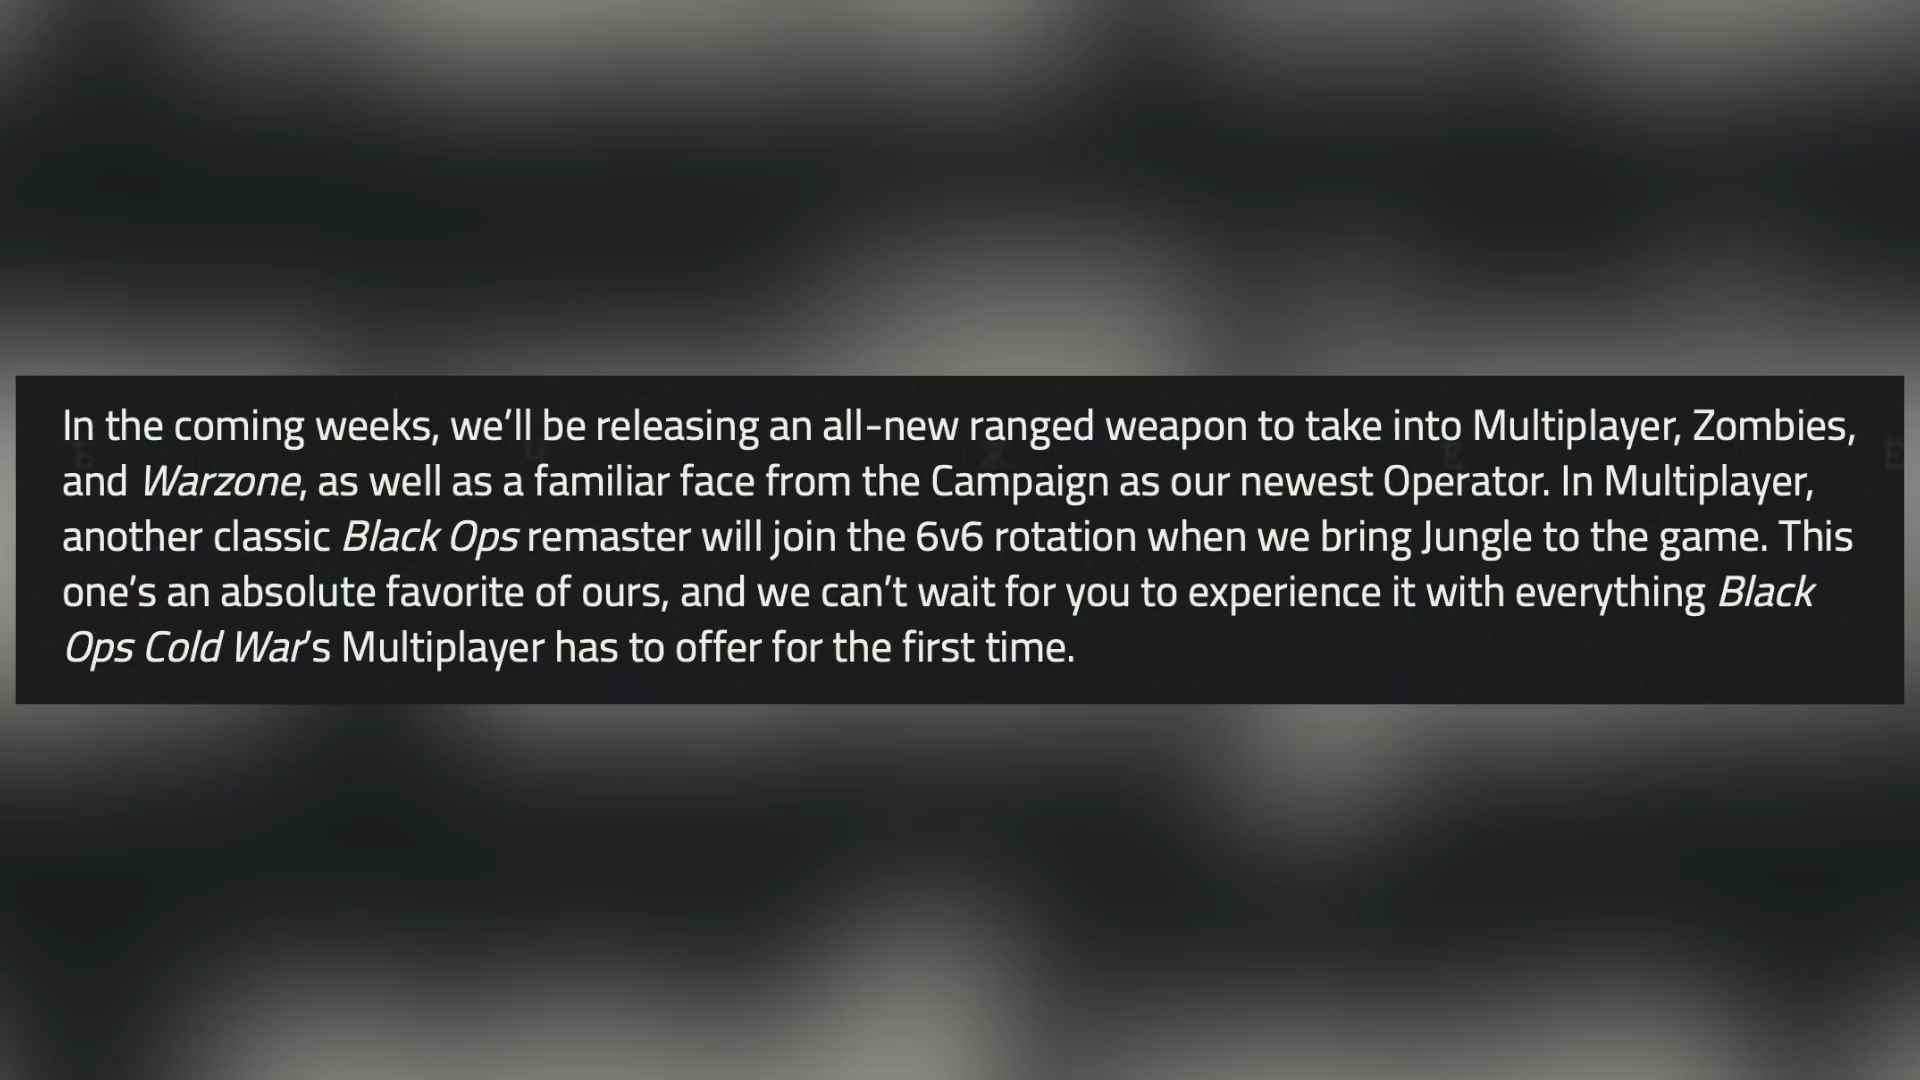 In the coming weeks, we’ll be releasing an all-new ranged weapon to take into Multiplayer, Zombies,
and Warzone, as well as a familiar face from the Campaign as our newest Operator. In Multiplayer,
another classic Black Ops remaster will join the 6v6 rotation when we bring Jungle to the game. This
one’s an absolute favorite of ours, and we can’t wait for you to experience it with everything Black
Ops Cold War’s Multiplayer has to offer for the first time.